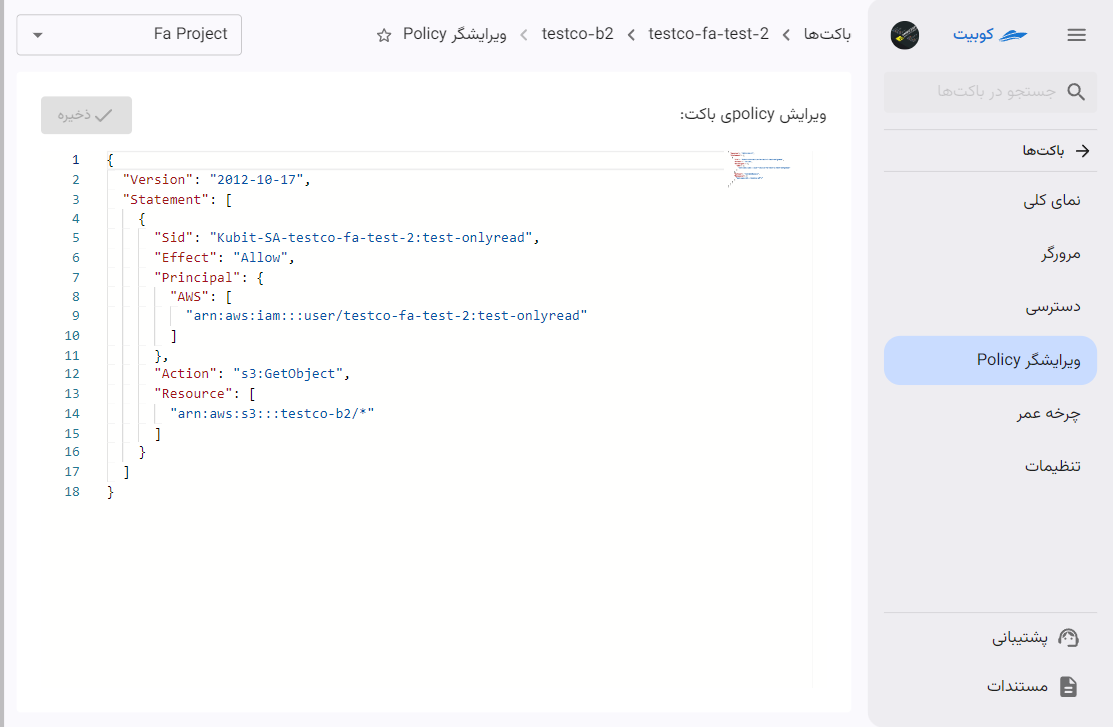 کوبیت
جستجو در باکت‌ها
باکت‌ها
نمای کلی
مرورگر
دسترسی
ویرایشگر Policy
چرخه عمر
تنظیمات
پشتیبانی
مستندات
باکت‌ها testco-fa-test-2 testco-b2 ویرایشگر Policy
Fa Project
ویرایش policyی باکت:
ذخیره
1 {
2 "Version": "2012-10-17",
3 "Statement": [
4 {
5 "Sid": "Kubit-SA-testco-fa-test-2:test-onlyread",
6 "Effect": "Allow",
7 "Principal": {
8 "AWS": [
9 "arn:aws:iam:::user/testco-fa-test-2:test-onlyread"
10 ]
11 },
12 "Action": "s3:GetObject",
13 "Resource": [
14 "arn:aws:s3:::testco-b2/*"
15 ]
16 }
17 ]
18 }